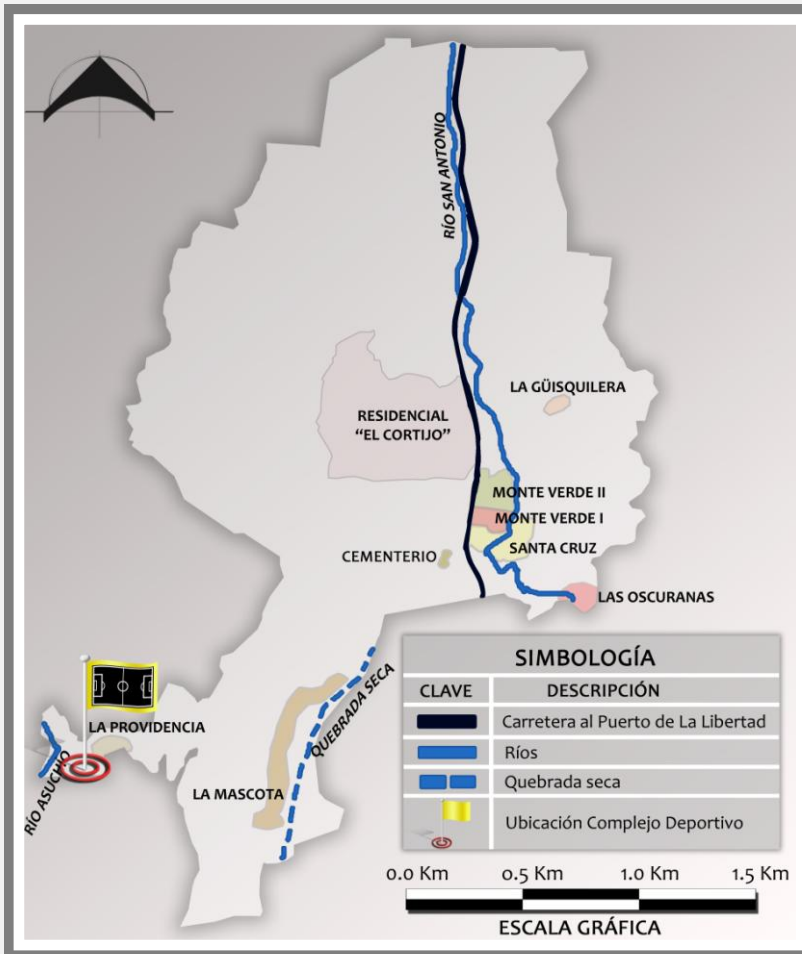 RÍO SAN ANTONIO
LA GÜISQUILERA
RESIDENCIAL
“EL CORTIJO”
MONTE VERDE II
MONTE VERDE I
SANTA CRUZ
CEMENTERIO
LAS OSCURANAS
QUEBRADA SECA
LA PROVIDENCIA
RÍO ASUCHIO
LA MASCOTA
SIMBOLOGÍA
CLAVE DESCRIPCIÓN
Carretera al Puerto de La Libertad
Ríos
Quebrada seca
Ubicación Complejo Deportivo
0.0 Km 0.5 Km 1.0 Km 1.5 Km
ESCALA GRÁFICA